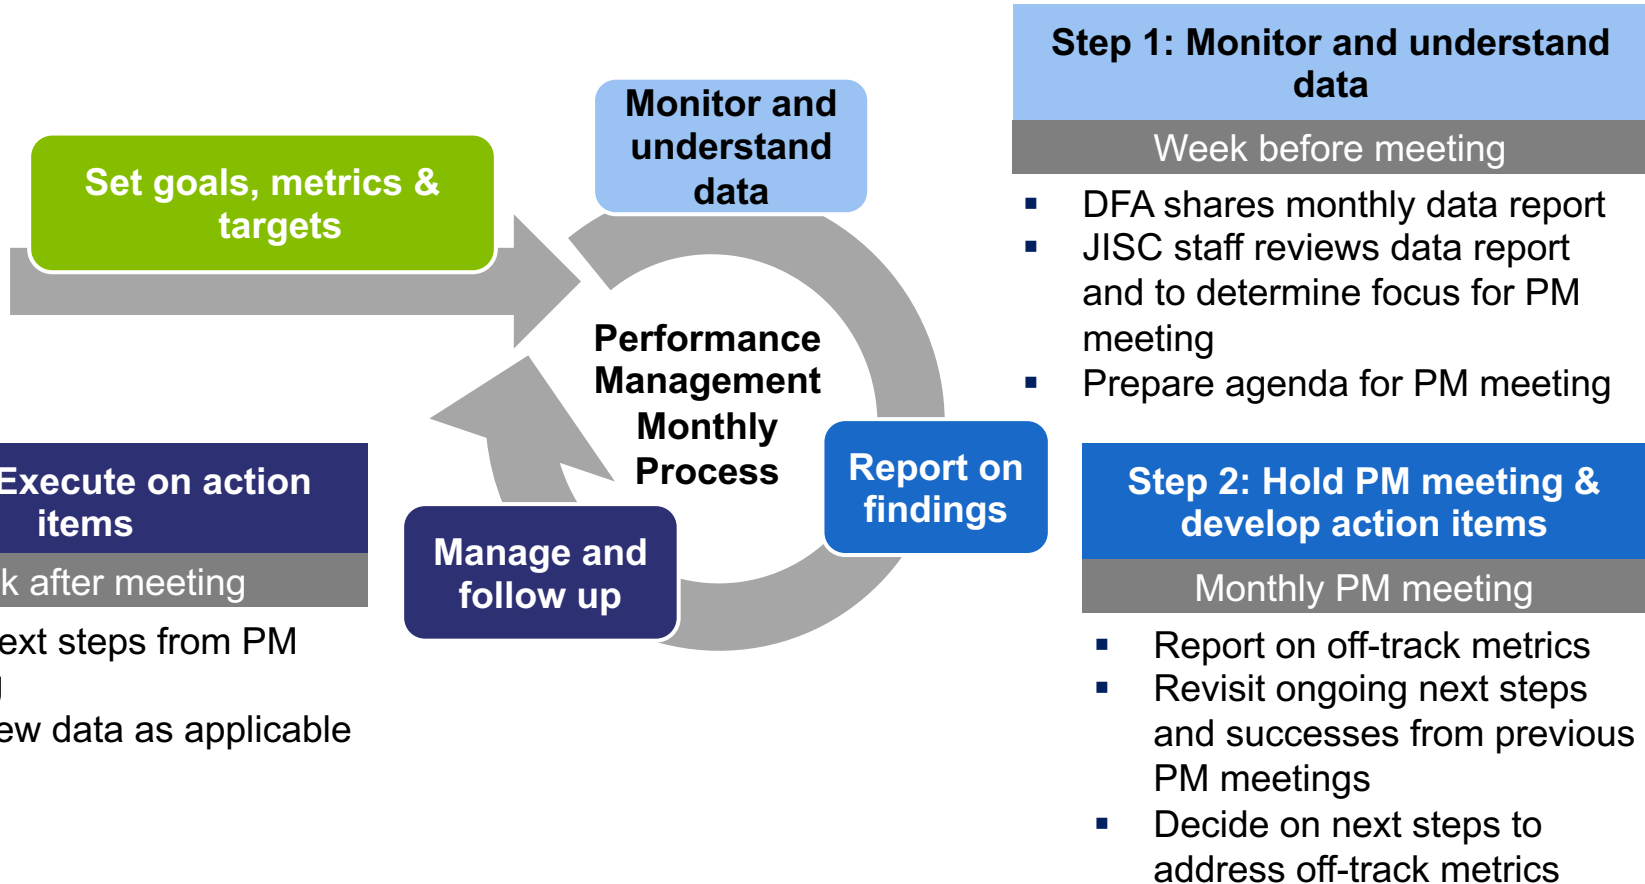 Set goals, metrics &
targets
Monitor and
understand
data
Performance
Management
Monthly
Process
Report on
findings
Manage and
follow up
Step 1: Monitor and understand
data
Week before meeting
▪ DFA shares monthly data report
▪ JISC staff reviews data report
and to determine focus for PM
meeting
▪ Prepare agenda for PM meeting
Step 2: Hold PM meeting &
develop action items
Monthly PM meeting
▪ Report on off-track metrics
▪ Revisit ongoing next steps
and successes from previous
PM meetings
▪ Decide on next steps to
address off-track metrics
Execute on action
items
after meeting
steps from PM
data as applicable